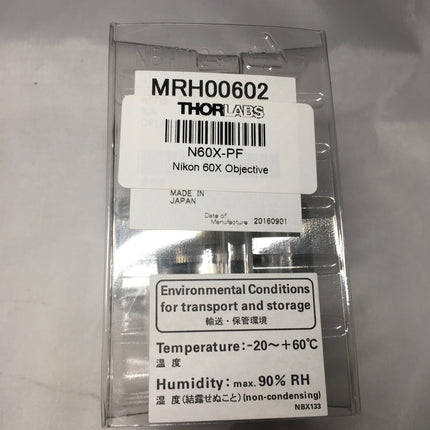 MRH00602
THORLABS
N60X-PF
Nikon 60X Objective
MADE IN
JAPAN
Date of
Manufacture 20160901
Environmental Conditions
for transport and storage
輸送・保管環境
Temperature:-20～+60℃
温 度
Humidity: max. 90% RH
湿 度(結露せぬこと)(non-condensing)
NBX133